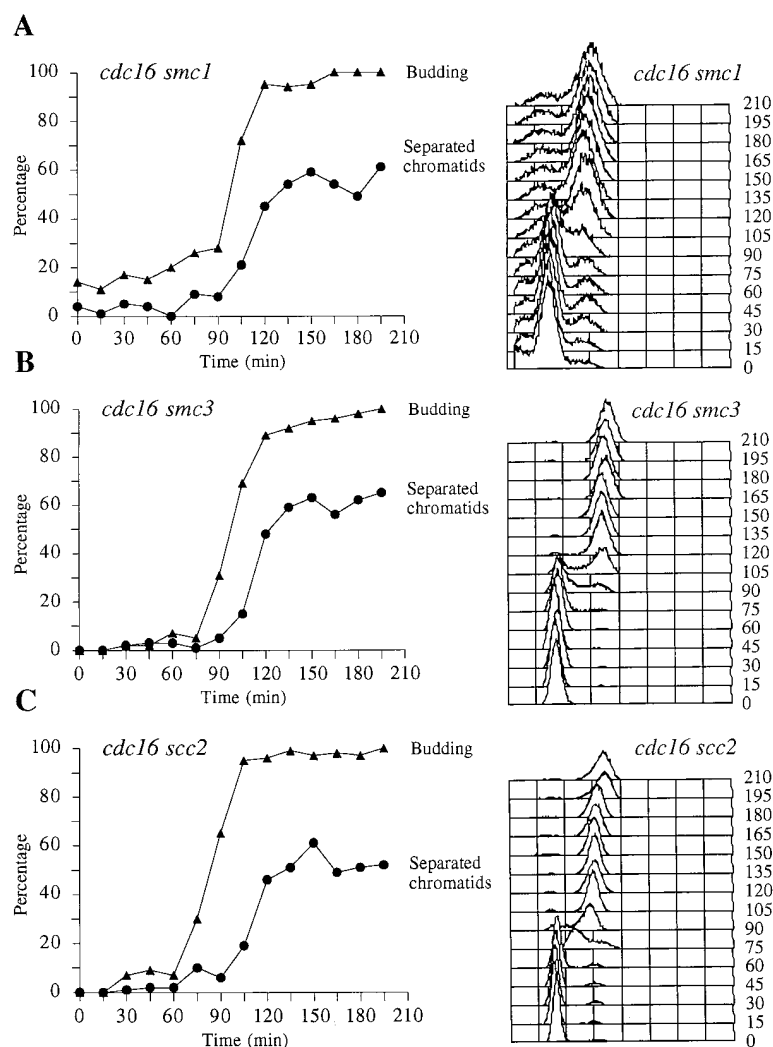 A
cdc16 smc1
Budding
Separated
chromatids
Percentage
100
80
60
40
20
0
0 30 60 90 120 150 180 210
Time (min)
cdc16 smc1
210
195
180
165
150
135
120
105
90
75
60
45
30
15
0
B
cdc16 smc3
Budding
Separated
chromatids
Percentage
100
80
60
40
20
0
0 30 60 90 120 150 180 210
Time (min)
cdc16 smc3
210
195
180
165
150
135
120
105
90
75
60
45
30
15
0
C
cdc16 scc2
Budding
Separated
chromatids
Percentage
100
80
60
40
20
0
0 30 60 90 120 150 180 210
Time (min)
cdc16 scc2
210
195
180
165
150
135
120
105
90
75
60
45
30
15
0